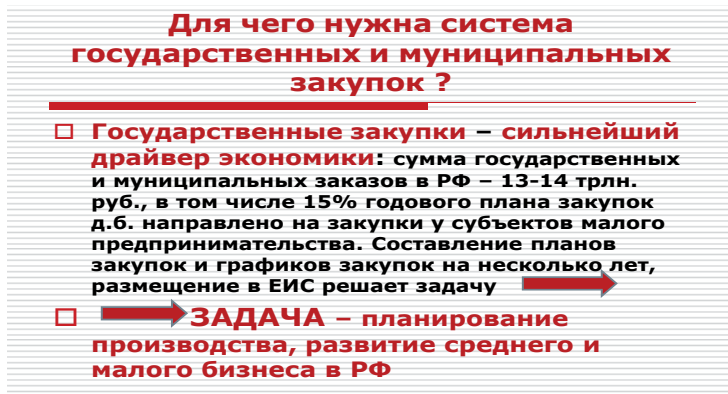 Для чего нужна система
государственных и муниципальных
закупок ?
Государственные закупки – сильнейший
драйвер экономики: сумма государственных
и муниципальных заказов в РФ – 13-14 трлн.
руб., в том числе 15% годового плана закупок
д.б. направлено на закупки у субъектов малого
предпринимательства. Составление планов
закупок и графиков закупок на несколько лет,
размещение в ЕИС решает задачу
ЗАДАЧА – планирование
производства, развитие среднего и
малого бизнеса в РФ